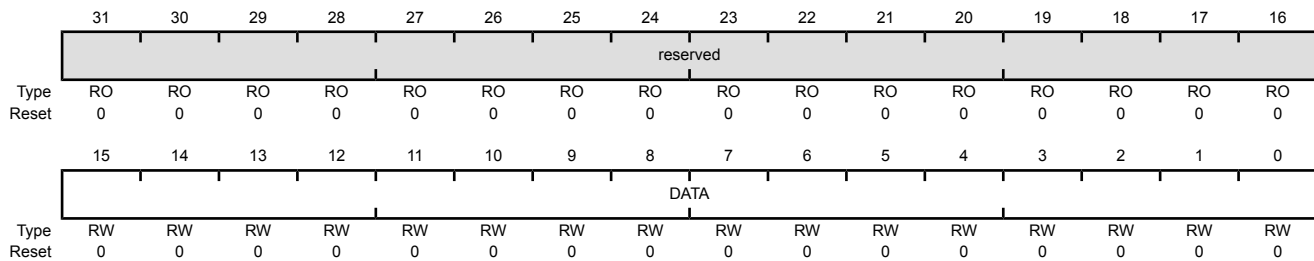 31 30 29 28 27 26 25 24 23 22 21 20 19 18 17 16
reserved
Type RO RO RO RO RO RO RO RO RO RO RO RO RO RO RO RO
Reset 0 0 0 0 0 0 0 0 0 0 0 0 0 0 0 0
15 14 13 12 11 10 9 8 7 6 5 4 3 2 1 0
DATA
Type RW RW RW RW RW RW RW RW RW RW RW RW RW RW RW RW
Reset 0 0 0 0 0 0 0 0 0 0 0 0 0 0 0 0